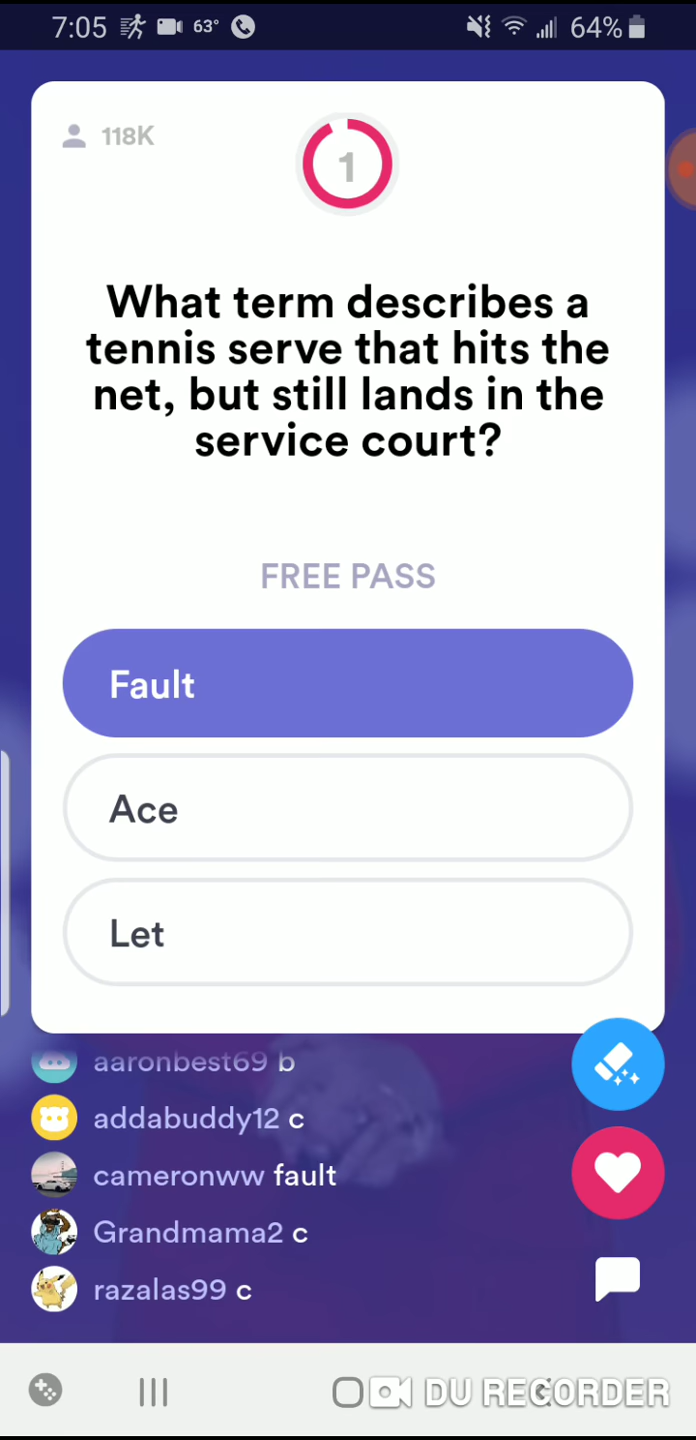 7:05 63° 64%
118K
1
What term describes a
tennis serve that hits the
net, but still lands in the
service court?
FREE PASS
Fault
Ace
Let
aaronbest69 b
addabuddy12 c
cameronww fault
Grandmama2 c
razalas99 c
DU RECORDER